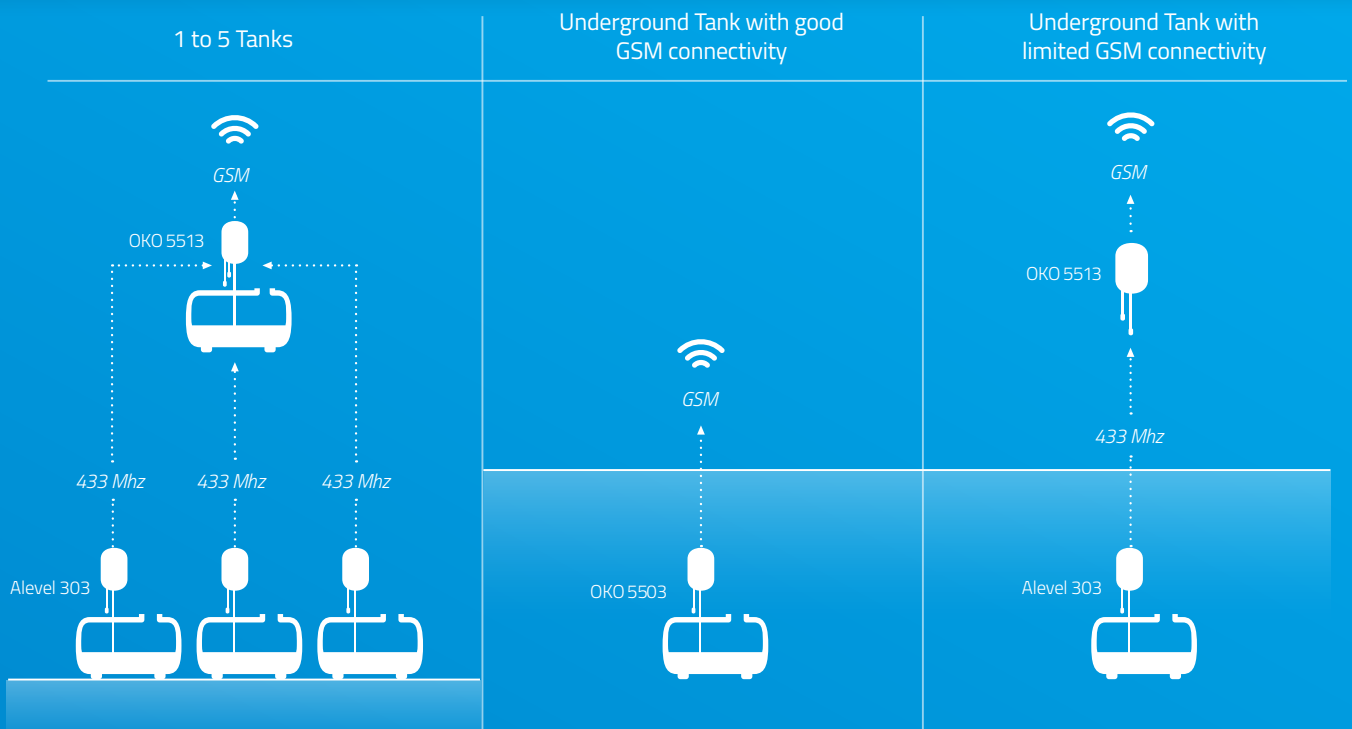 1 to 5 Tanks
GSM
OKO 5513
433 Mhz
433 Mhz
433 Mhz
Alevel 303
Underground Tank with good
GSM connectivity
GSM
OKO 5503
Underground Tank with
limited GSM connectivity
GSM
OKO 5513
433 Mhz
Alevel 303